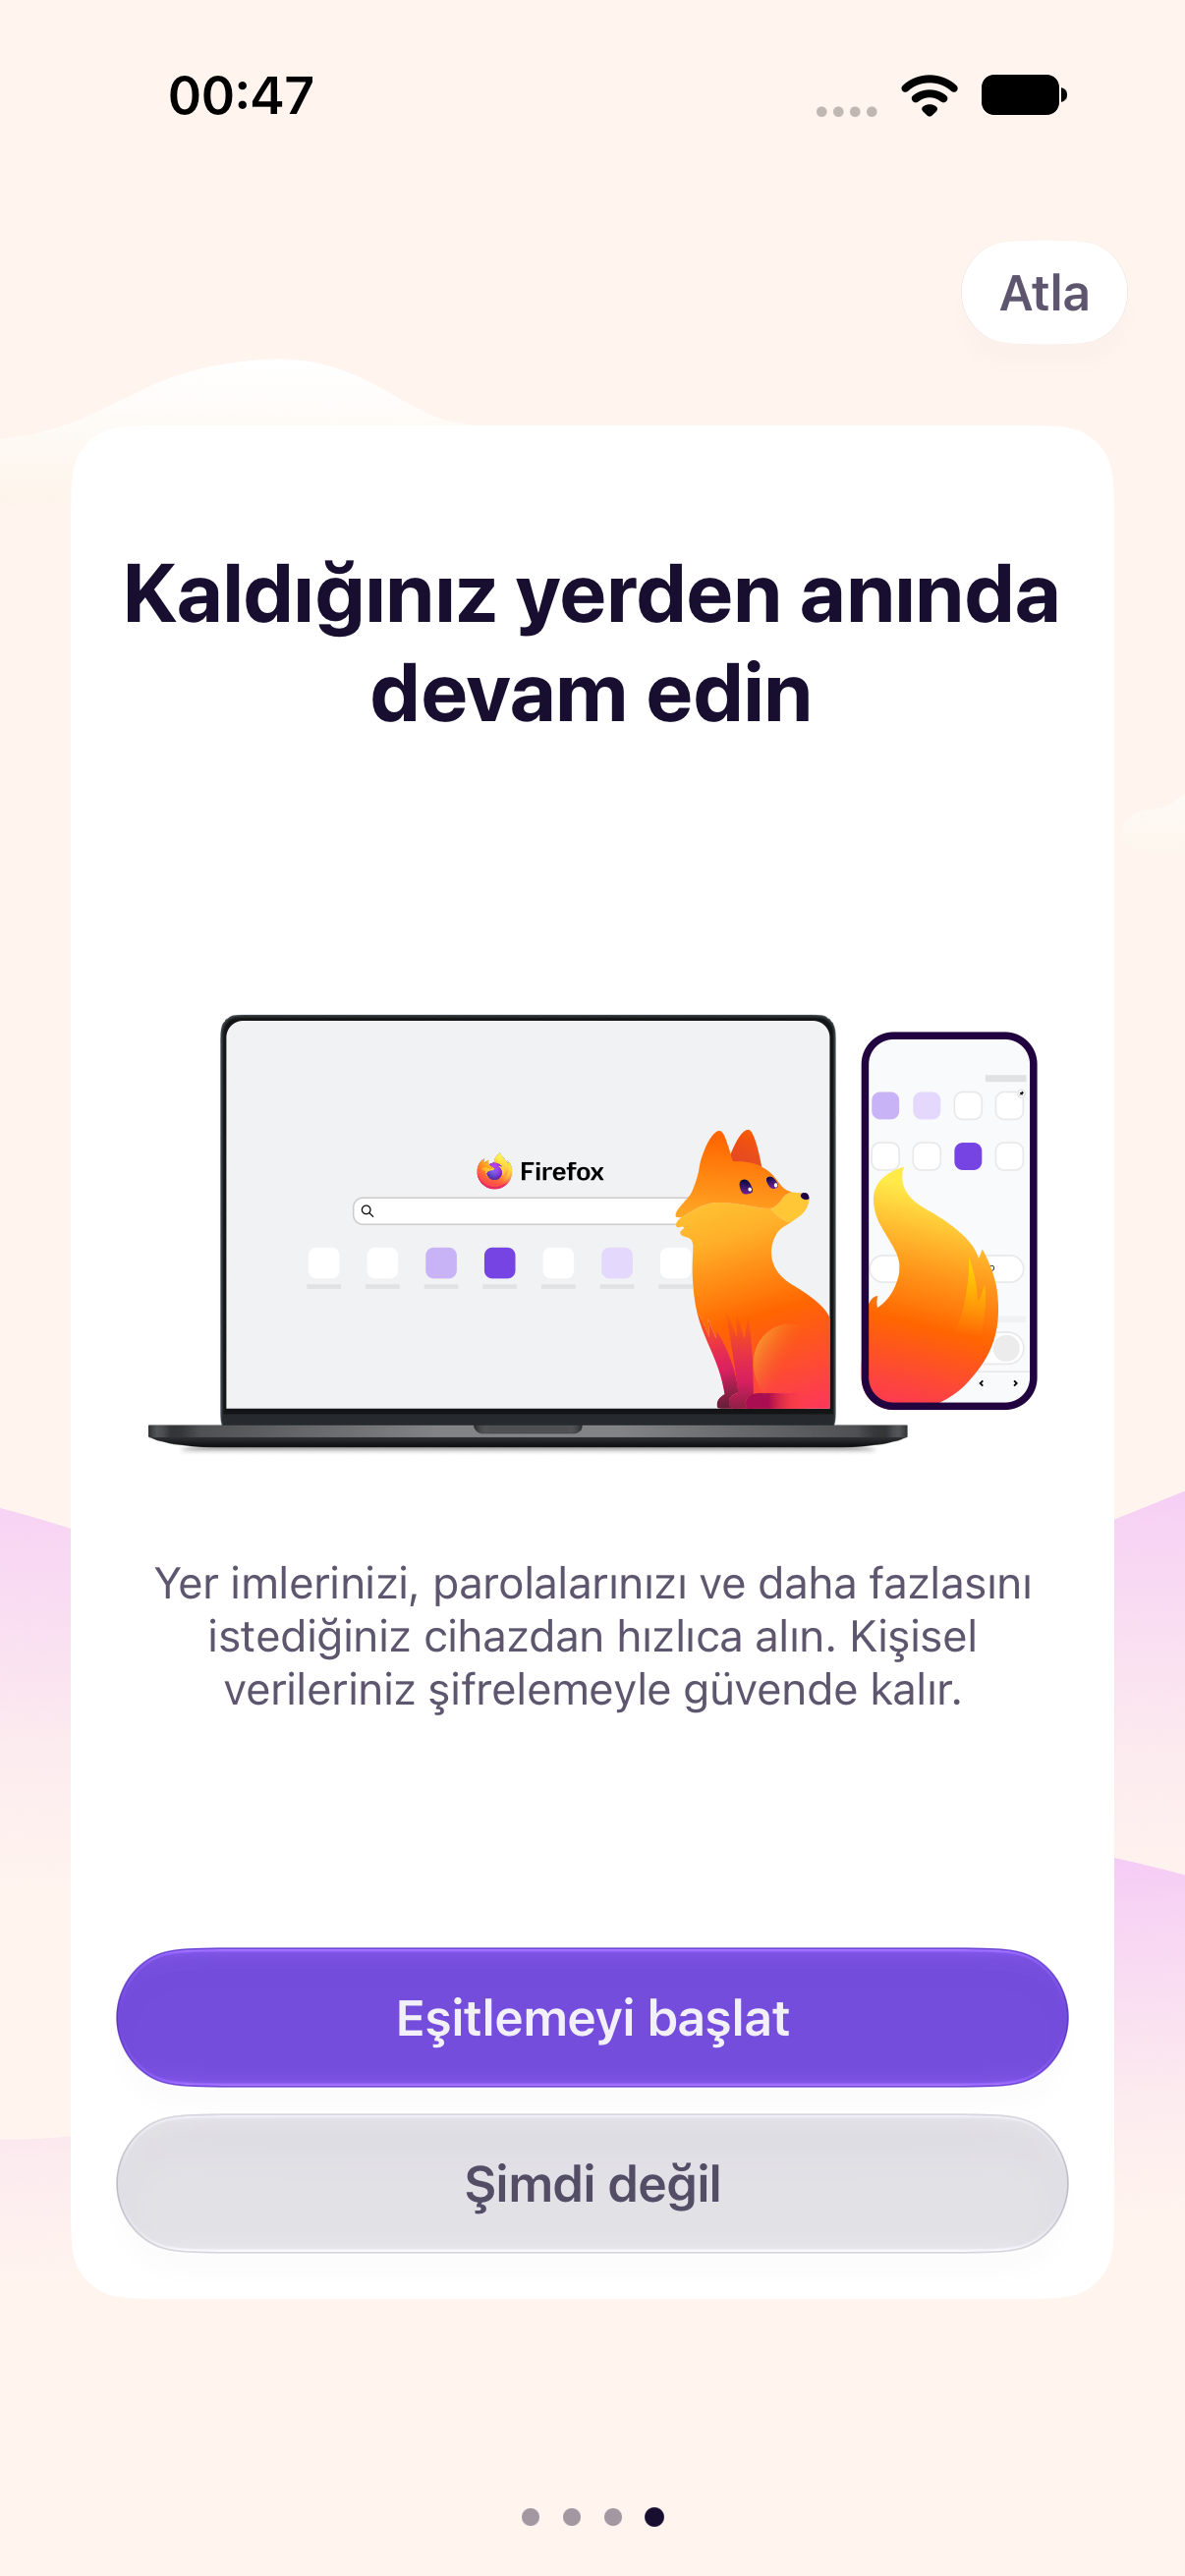 00:47
Atla
Kaldığınız yerden anında
devam edin
Firefox
Yer imlerinizi, parolalarınızı ve daha fazlasını
istediğiniz cihazdan hızlıca alın. Kişisel
verileriniz şifrelemeyle güvende kalır.
Eşitlemeyi başlat
Şimdi değil